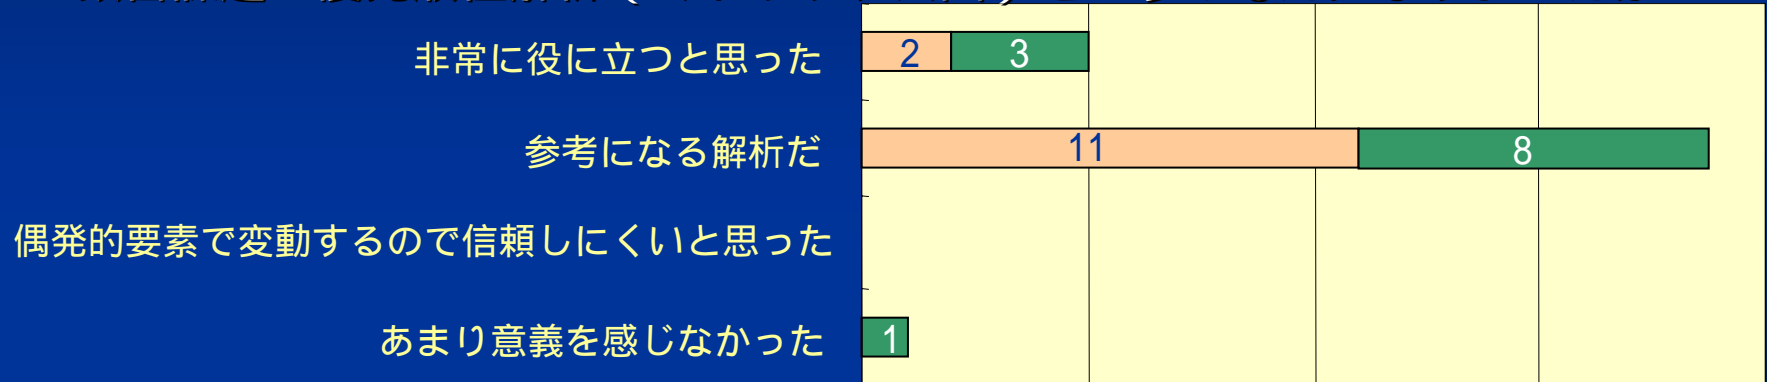 非常に役に立つと思った 2 3
参考になる解析だ 11 8
偶発的要素で変動するので信頼しにくいと思った
あまり意義を感じなかった 1